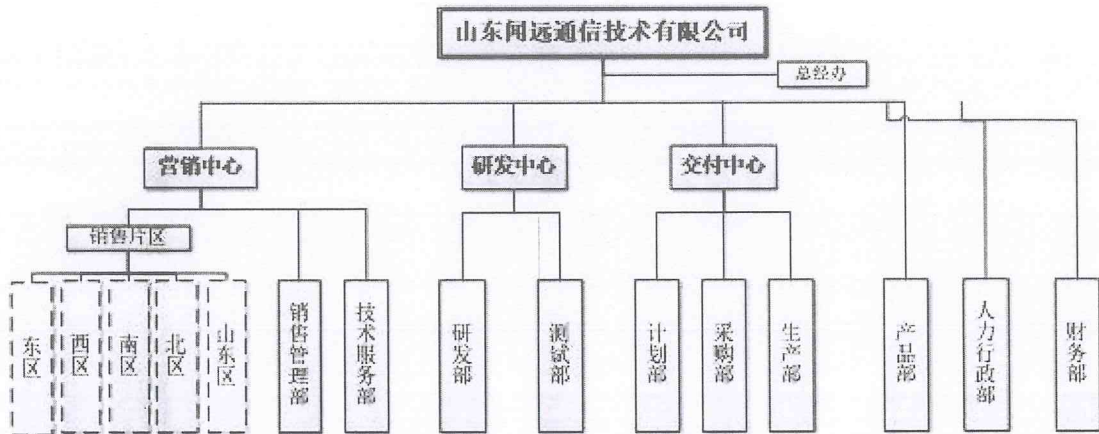 山东闻远通信技术有限公司
总经办
营销中心
研发中心
交付中心
销售片区
东区
西区
南区
北区
山东区
销售管理部
技术服务部
研发部
测试部
计划部
采购部
生产部
产品部
人力行政部
财务部